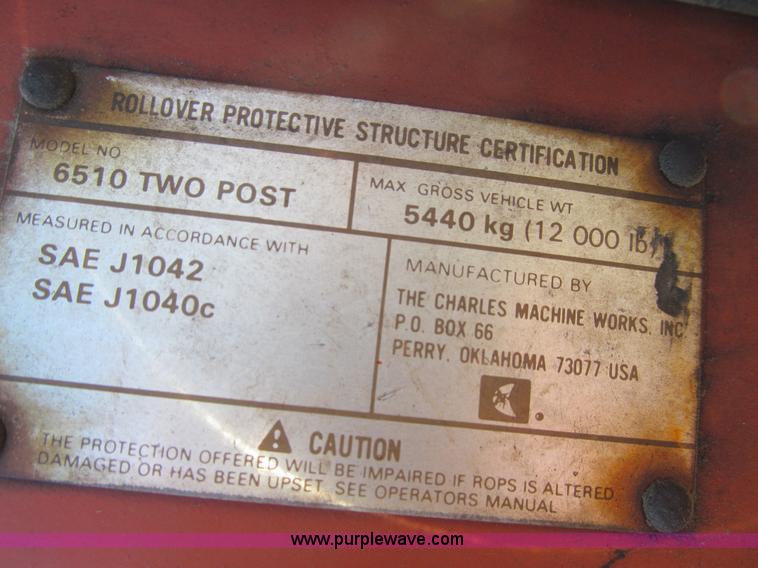 ROLLOVER PROTECTIVE STRUCTURE CERTIFICATION
MODEL NO
6510 TWO POST
MAX GROSS VEHICLE WT
5440 kg (12 000 lb)
MEASURED IN ACCORDANCE WITH
SAE J1042
SAE J1040c
MANUFACTURED BY
THE CHARLES MACHINE WORKS, INC.
P.O. BOX 66
PERRY, OKLAHOMA 73077 USA
CAUTION
THE PROTECTION OFFERED WILL BE IMPAIRED IF ROPS IS ALTERED,
DAMAGED OR HAS BEEN UPSET. SEE OPERATORS MANUAL
www.purplewave.com